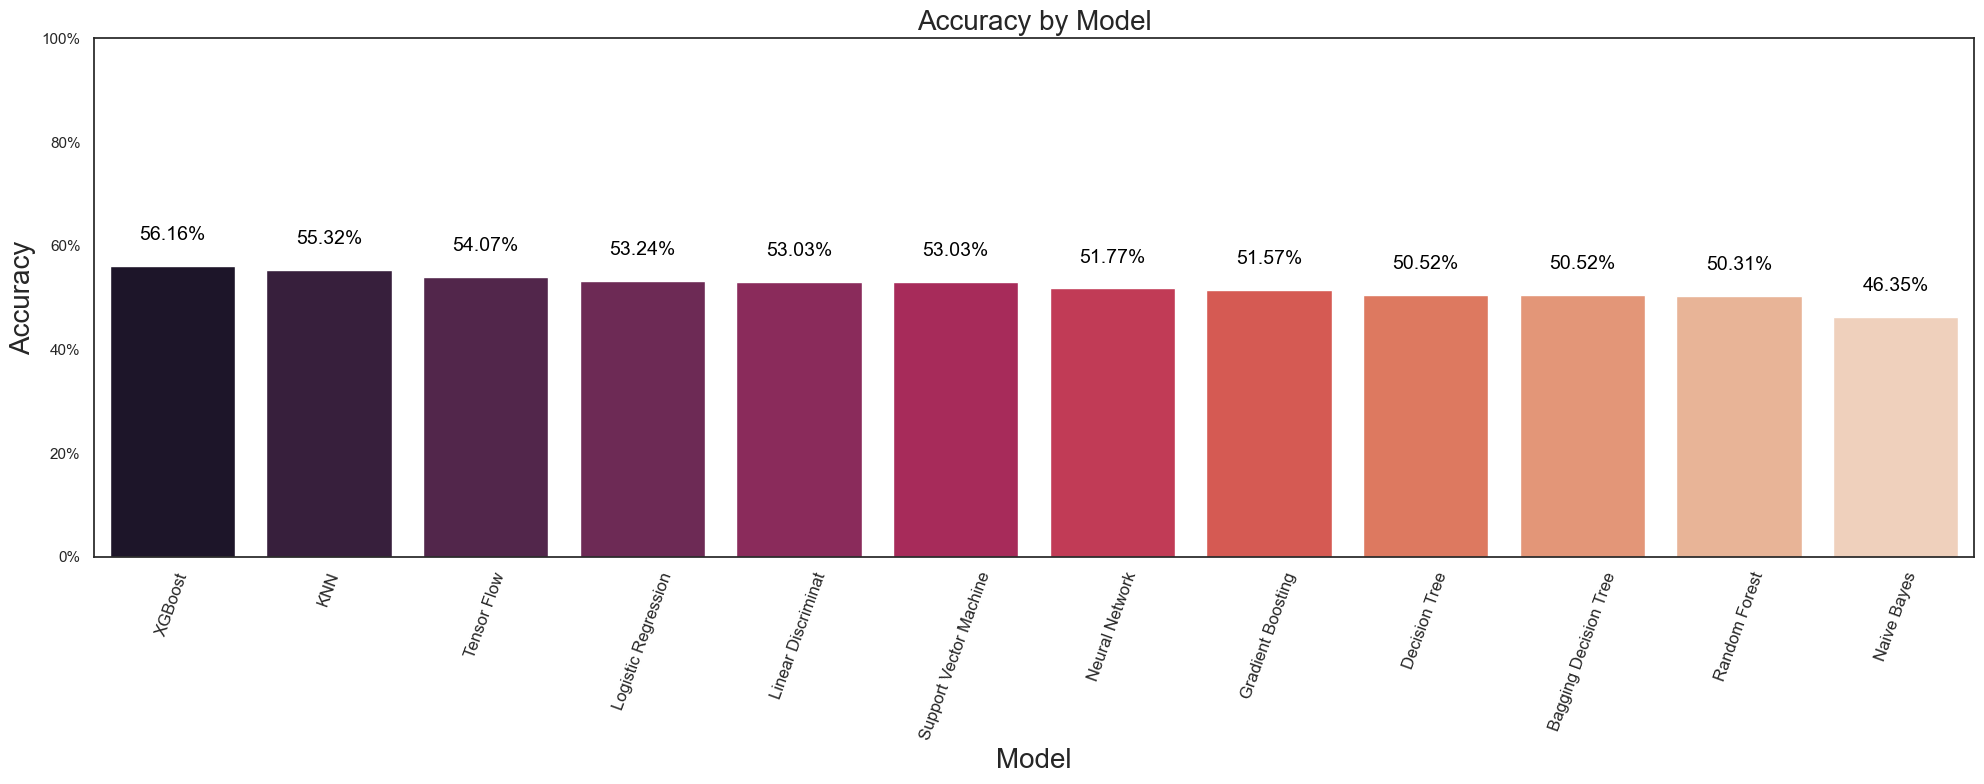 Accuracy by Model
100%
80%
60%
40%
20%
0%
Accuracy
56.16%
55.32%
54.07%
53.24%
53.03%
53.03%
51.77%
51.57%
50.52%
50.52%
50.31%
46.35%
XGBoost
KNN
Tensor Flow
Logistic Regression
Linear Discriminat
Support Vector Machine
Neural Network
Gradient Boosting
Decision Tree
Bagging Decision Tree
Random Forest
Naive Bayes
Model